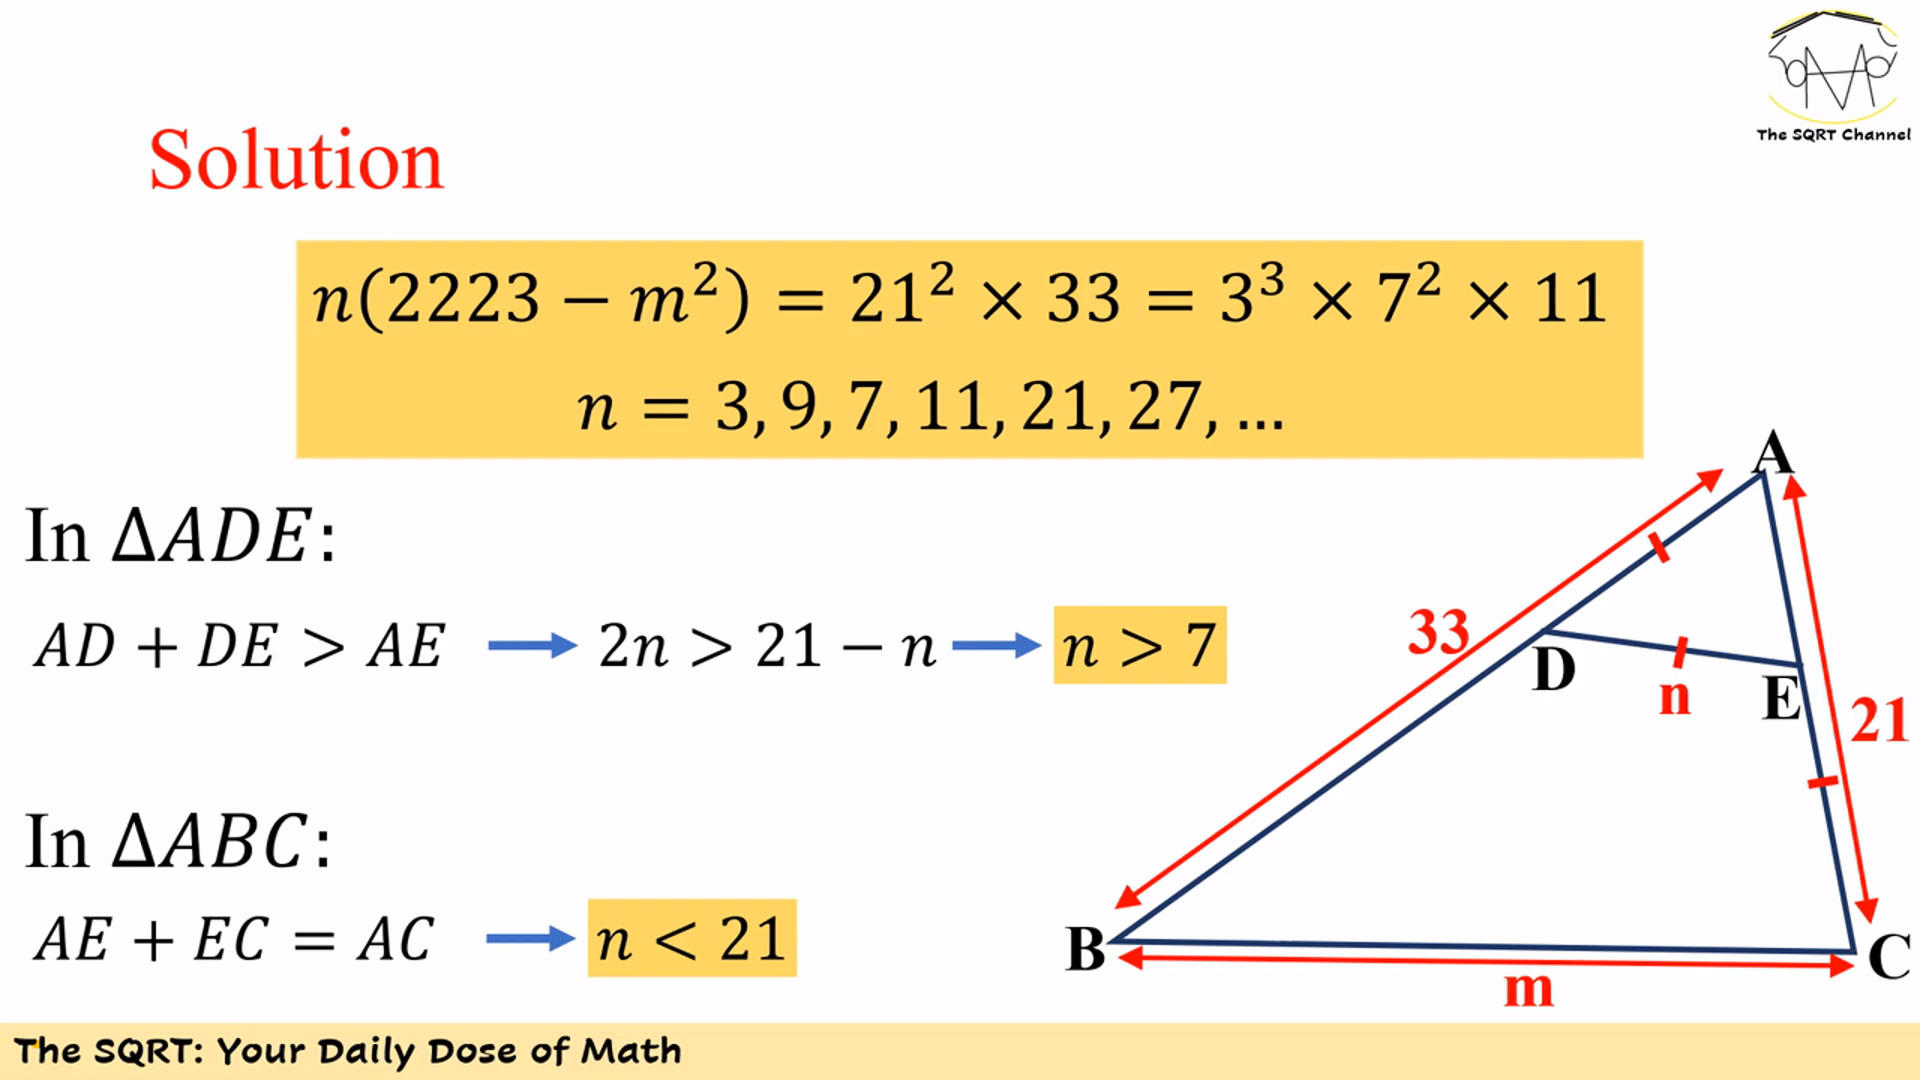 The SQRT Channel
Solution
n(2223 − m²) = 21² × 33 = 3³ × 7² × 11
n = 3, 9, 7, 11, 21, 27, ...
In ΔADE:
AD + DE > AE → 2n > 21 − n → n > 7
In ΔABC:
AE + EC = AC → n < 21
A
33
D
n
E
21
B
C
m
The SQRT: Your Daily Dose of Math